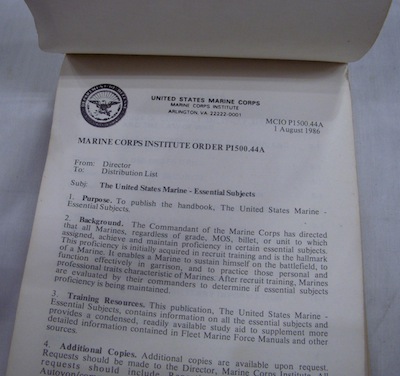 UNITED STATES MARINE CORPS
MARINE CORPS INSTITUTE
ARLINGTON, VA 22222-0001
MCIO P1500.44A
1 August 1986
MARINE CORPS INSTITUTE ORDER P1500.44A
From: Director
To: Distribution List
Subj: The United States Marine - Essential Subjects
1. Purpose. To publish the handbook, The United States Marine -
Essential Subjects.
2. Background. The Commandant of the Marine Corps has directed
that all Marines, regardless of grade, MOS, billet, or unit to which
assigned, achieve and maintain proficiency in certain essential subjects.
This proficiency is initially acquired in recruit training and is the hallmark
of a Marine. It enables a Marine to sustain himself on the battlefield, to
function effectively in garrison, and to practice those personal and
professional traits characteristic of Marines. After recruit training, Marines
are evaluated by their commanders to determine if essential subjects
proficiency is being maintained.
3. Training Resources. This publication, The United States Marine -
Essential Subjects, contains information on all the essential subjects and
provides a condensed, readily available study aid to supplement more
detailed information contained in Fleet Marine Force Manuals and other
sources.
4. Additional Copies. Additional copies are available upon request.
Requests should be made to the Director, Marine Corps Institute. All
requests should include